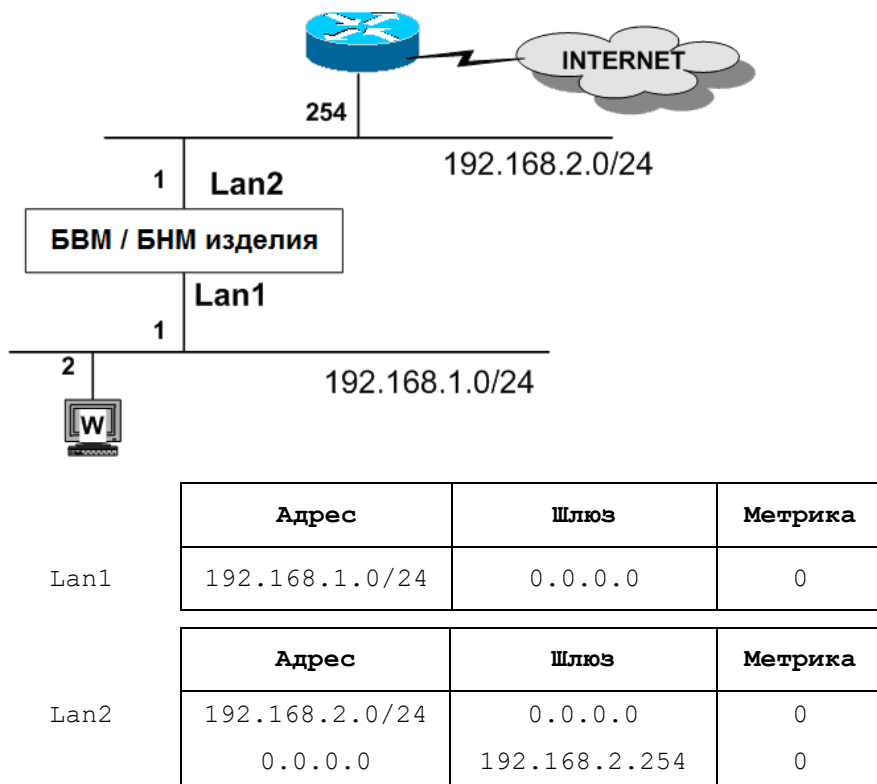 INTERNET
254
192.168.2.0/24
1
Lan2
БВМ / БНМ изделия
Lan1
1
2
192.168.1.0/24
W
Адрес Шлюз Метрика
Lan1 192.168.1.0/24 0.0.0.0 0
Адрес Шлюз Метрика
Lan2 192.168.2.0/24 0.0.0.0 0
0.0.0.0 192.168.2.254 0